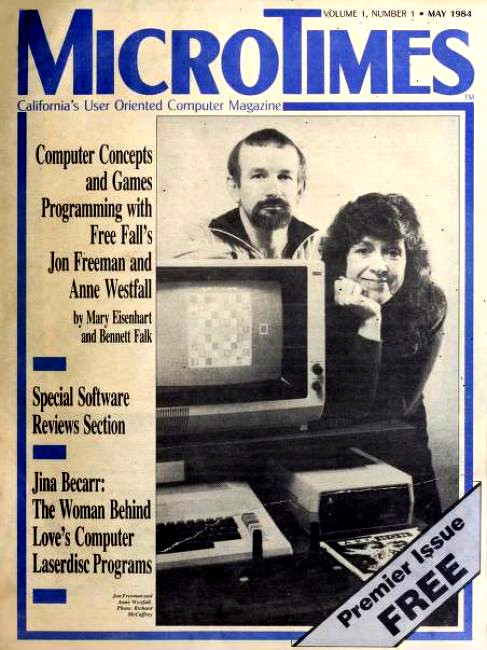 VOLUME 1, NUMBER 1 • MAY 1984
MICROTIMES
TM
California's User Oriented Computer Magazine
Computer Concepts
and Games
Programming with
Free Fall's
Jon Freeman and
Anne Westfall
by Mary Eisenhart
and Bennett Falk
Special Software
Reviews Section
Jina Becarr:
The Woman Behind
Love's Computer
Laserdisc Programs
Jon Freeman and
Anne Westfall.
Photo: Richard
McCaffrey
Premier Issue
FREE